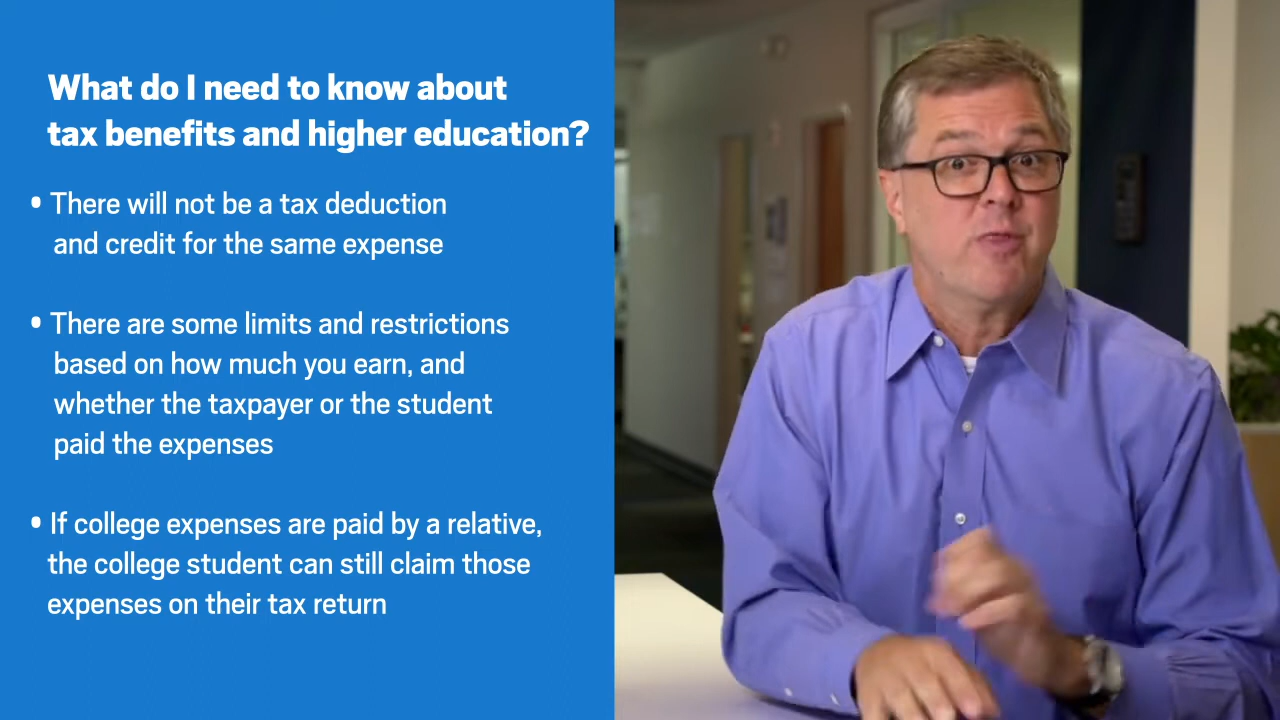 What do I need to know about
tax benefits and higher education?
• There will not be a tax deduction
and credit for the same expense
• There are some limits and restrictions
based on how much you earn, and
whether the taxpayer or the student
paid the expenses
• If college expenses are paid by a relative,
the college student can still claim those
expenses on their tax return